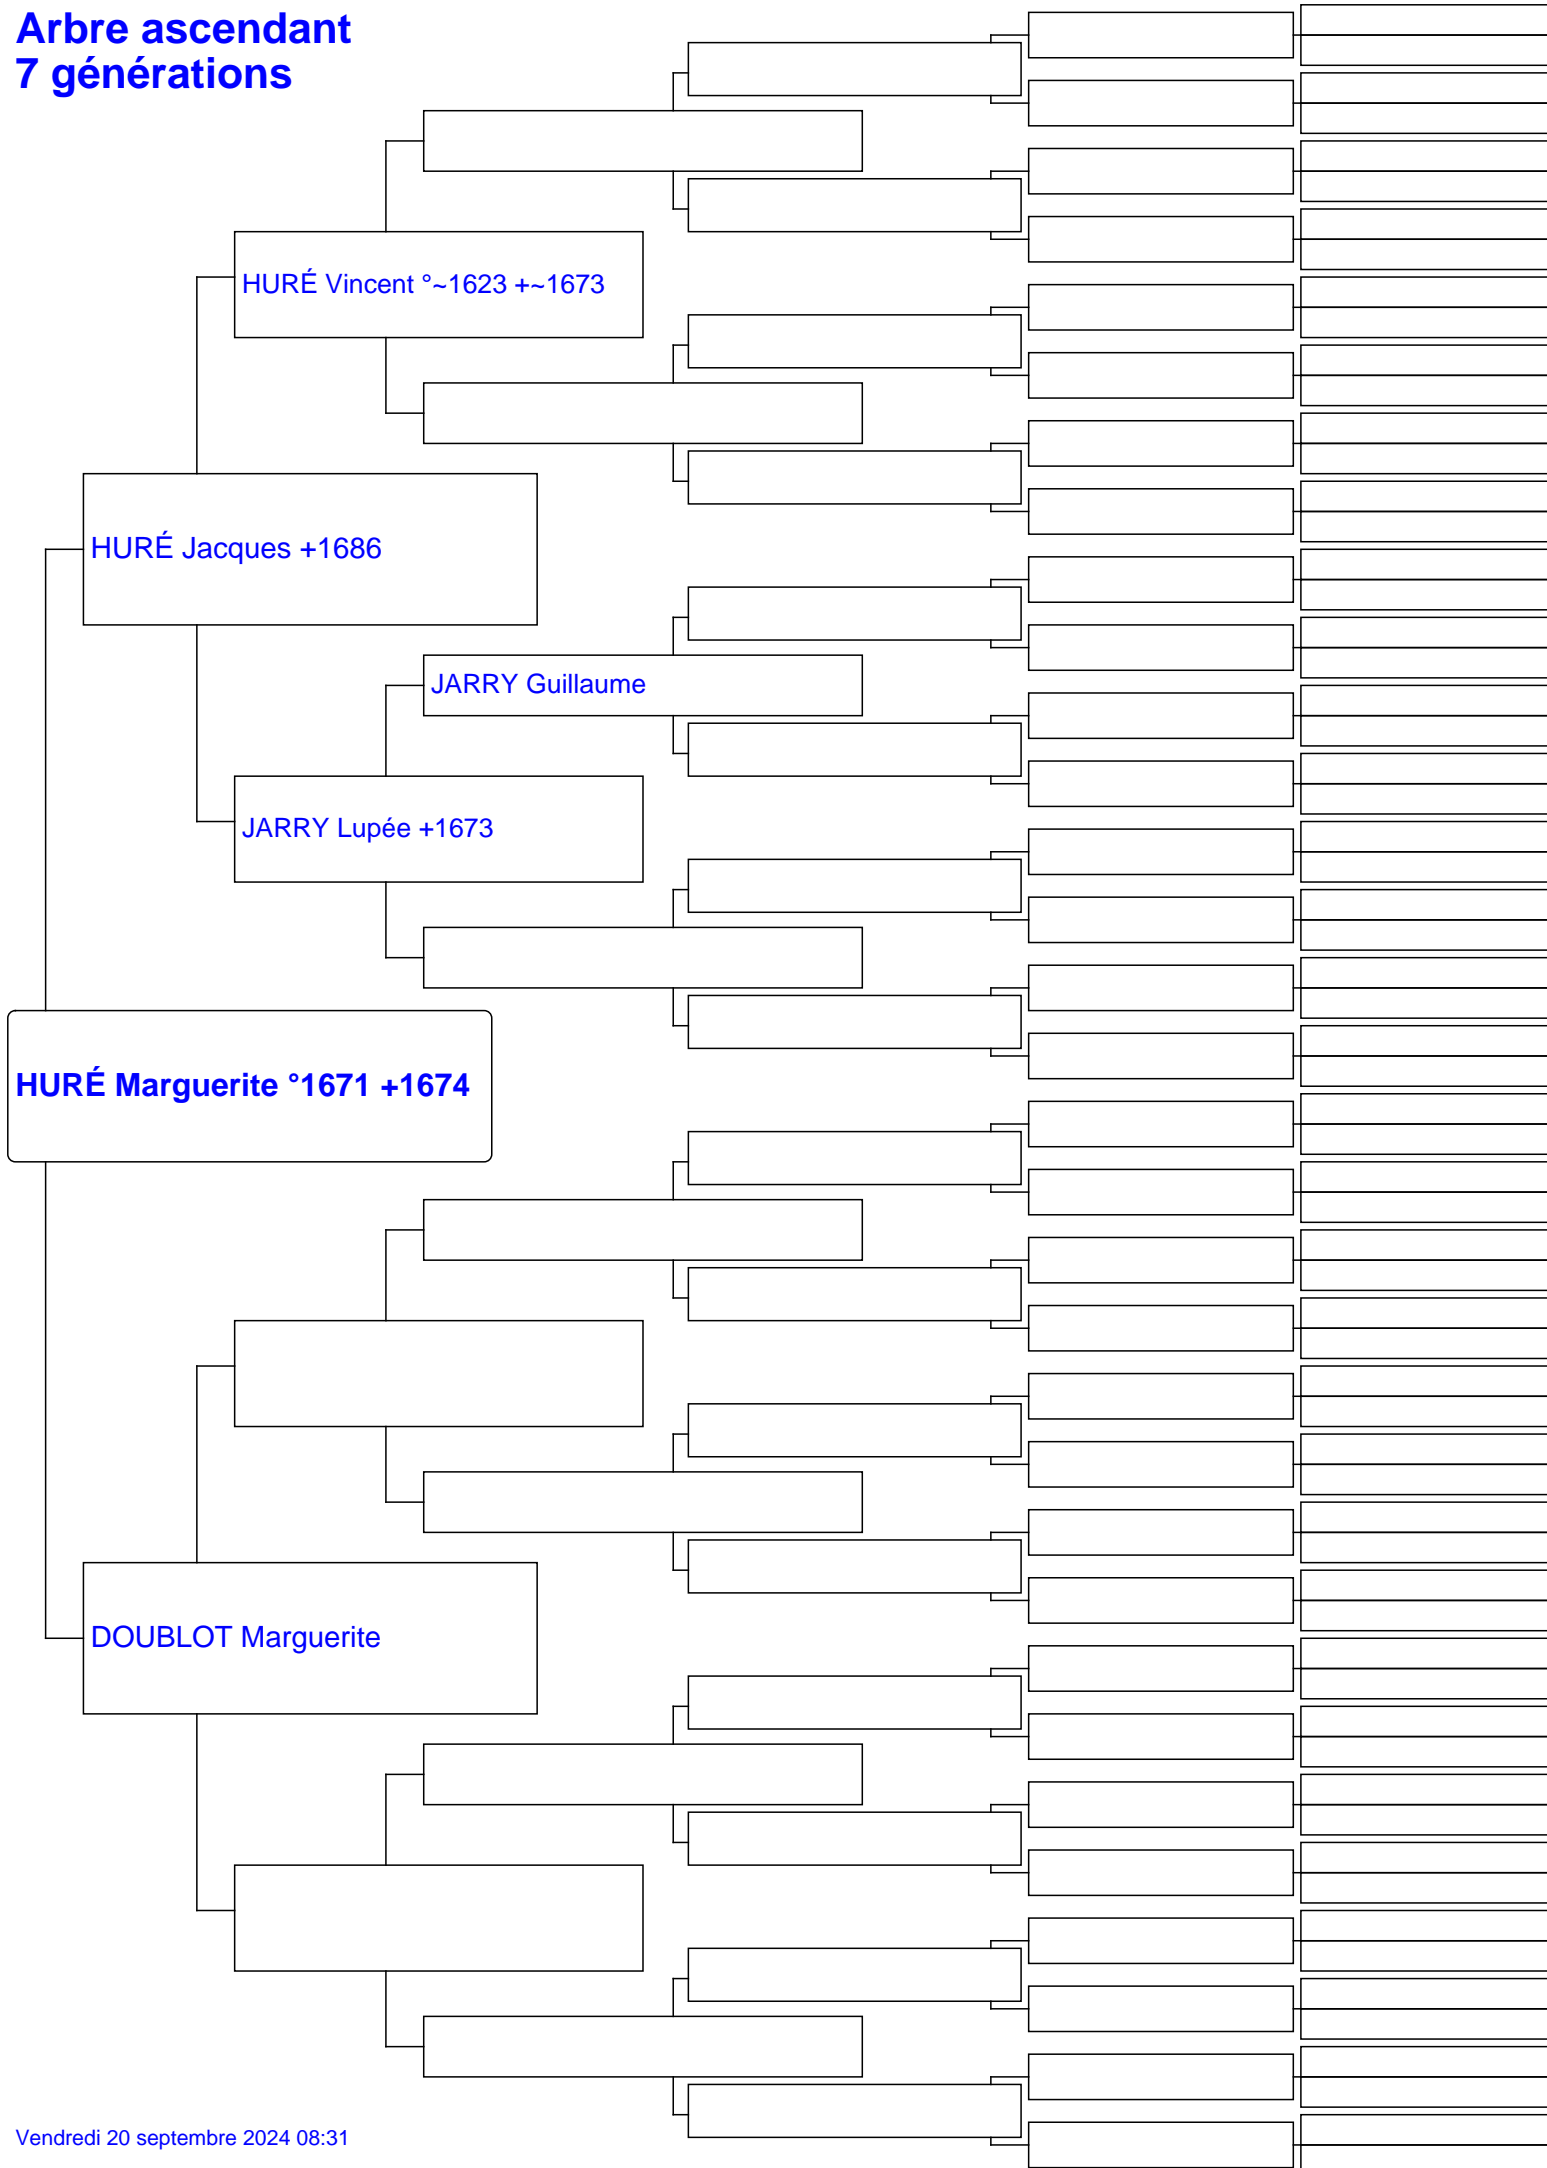 Arbre ascendant
7 générations
HURÉ Vincent °~1623 +~1673
HURÉ Jacques +1686
JARRY Guillaume
JARRY Lupée +1673
HURÉ Marguerite °1671 +1674
DOUBLOT Marguerite
Vendredi 20 septembre 2024 08:31